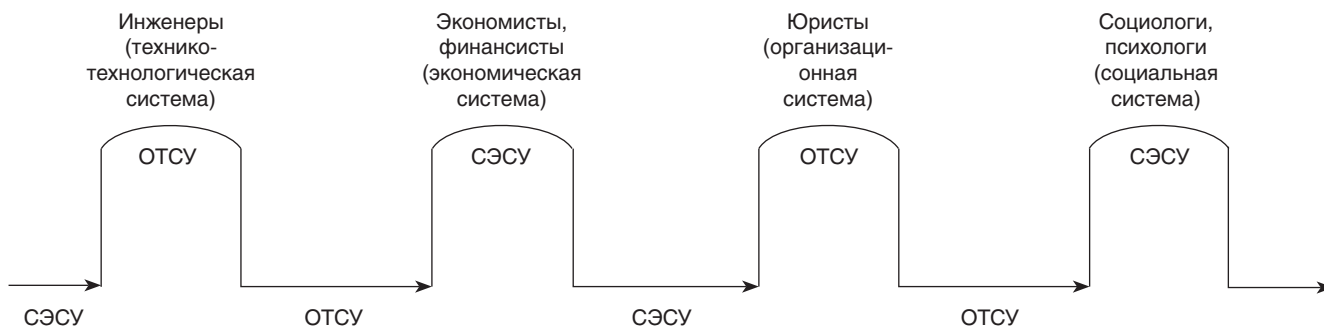 Инженеры
(технико-
технологическая
система)
Экономисты,
финансисты
(экономическая
система)
Юристы
(организаци-
онная
система)
Социологи,
психологи
(социальная
система)
ОТСУ
СЭСУ
ОТСУ
СЭСУ
СЭСУ
ОТСУ
СЭСУ
ОТСУ